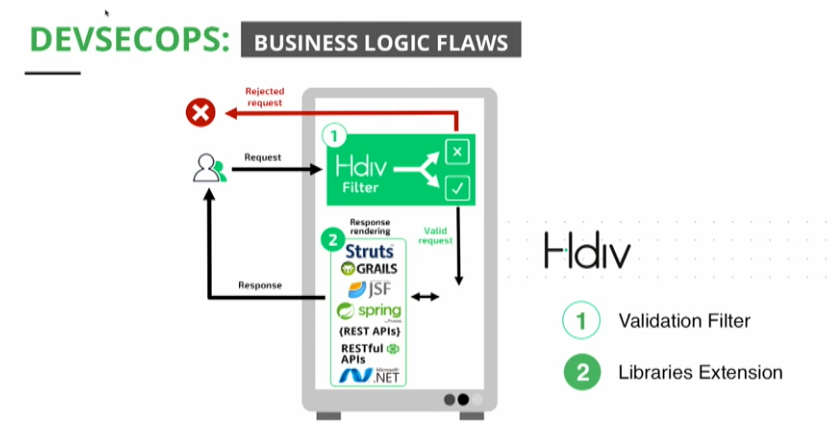 DEVSECOPS: BUSINESS LOGIC FLAWS
Rejected
request
1
Request
Hdiv
Filter
Response
rendering
Valid
request
2
Struts
GRAILS
JSF
spring
{REST APIs}
RESTful
APIs
Microsoft
.NET
Response
Hdiv
1 Validation Filter
2 Libraries Extension